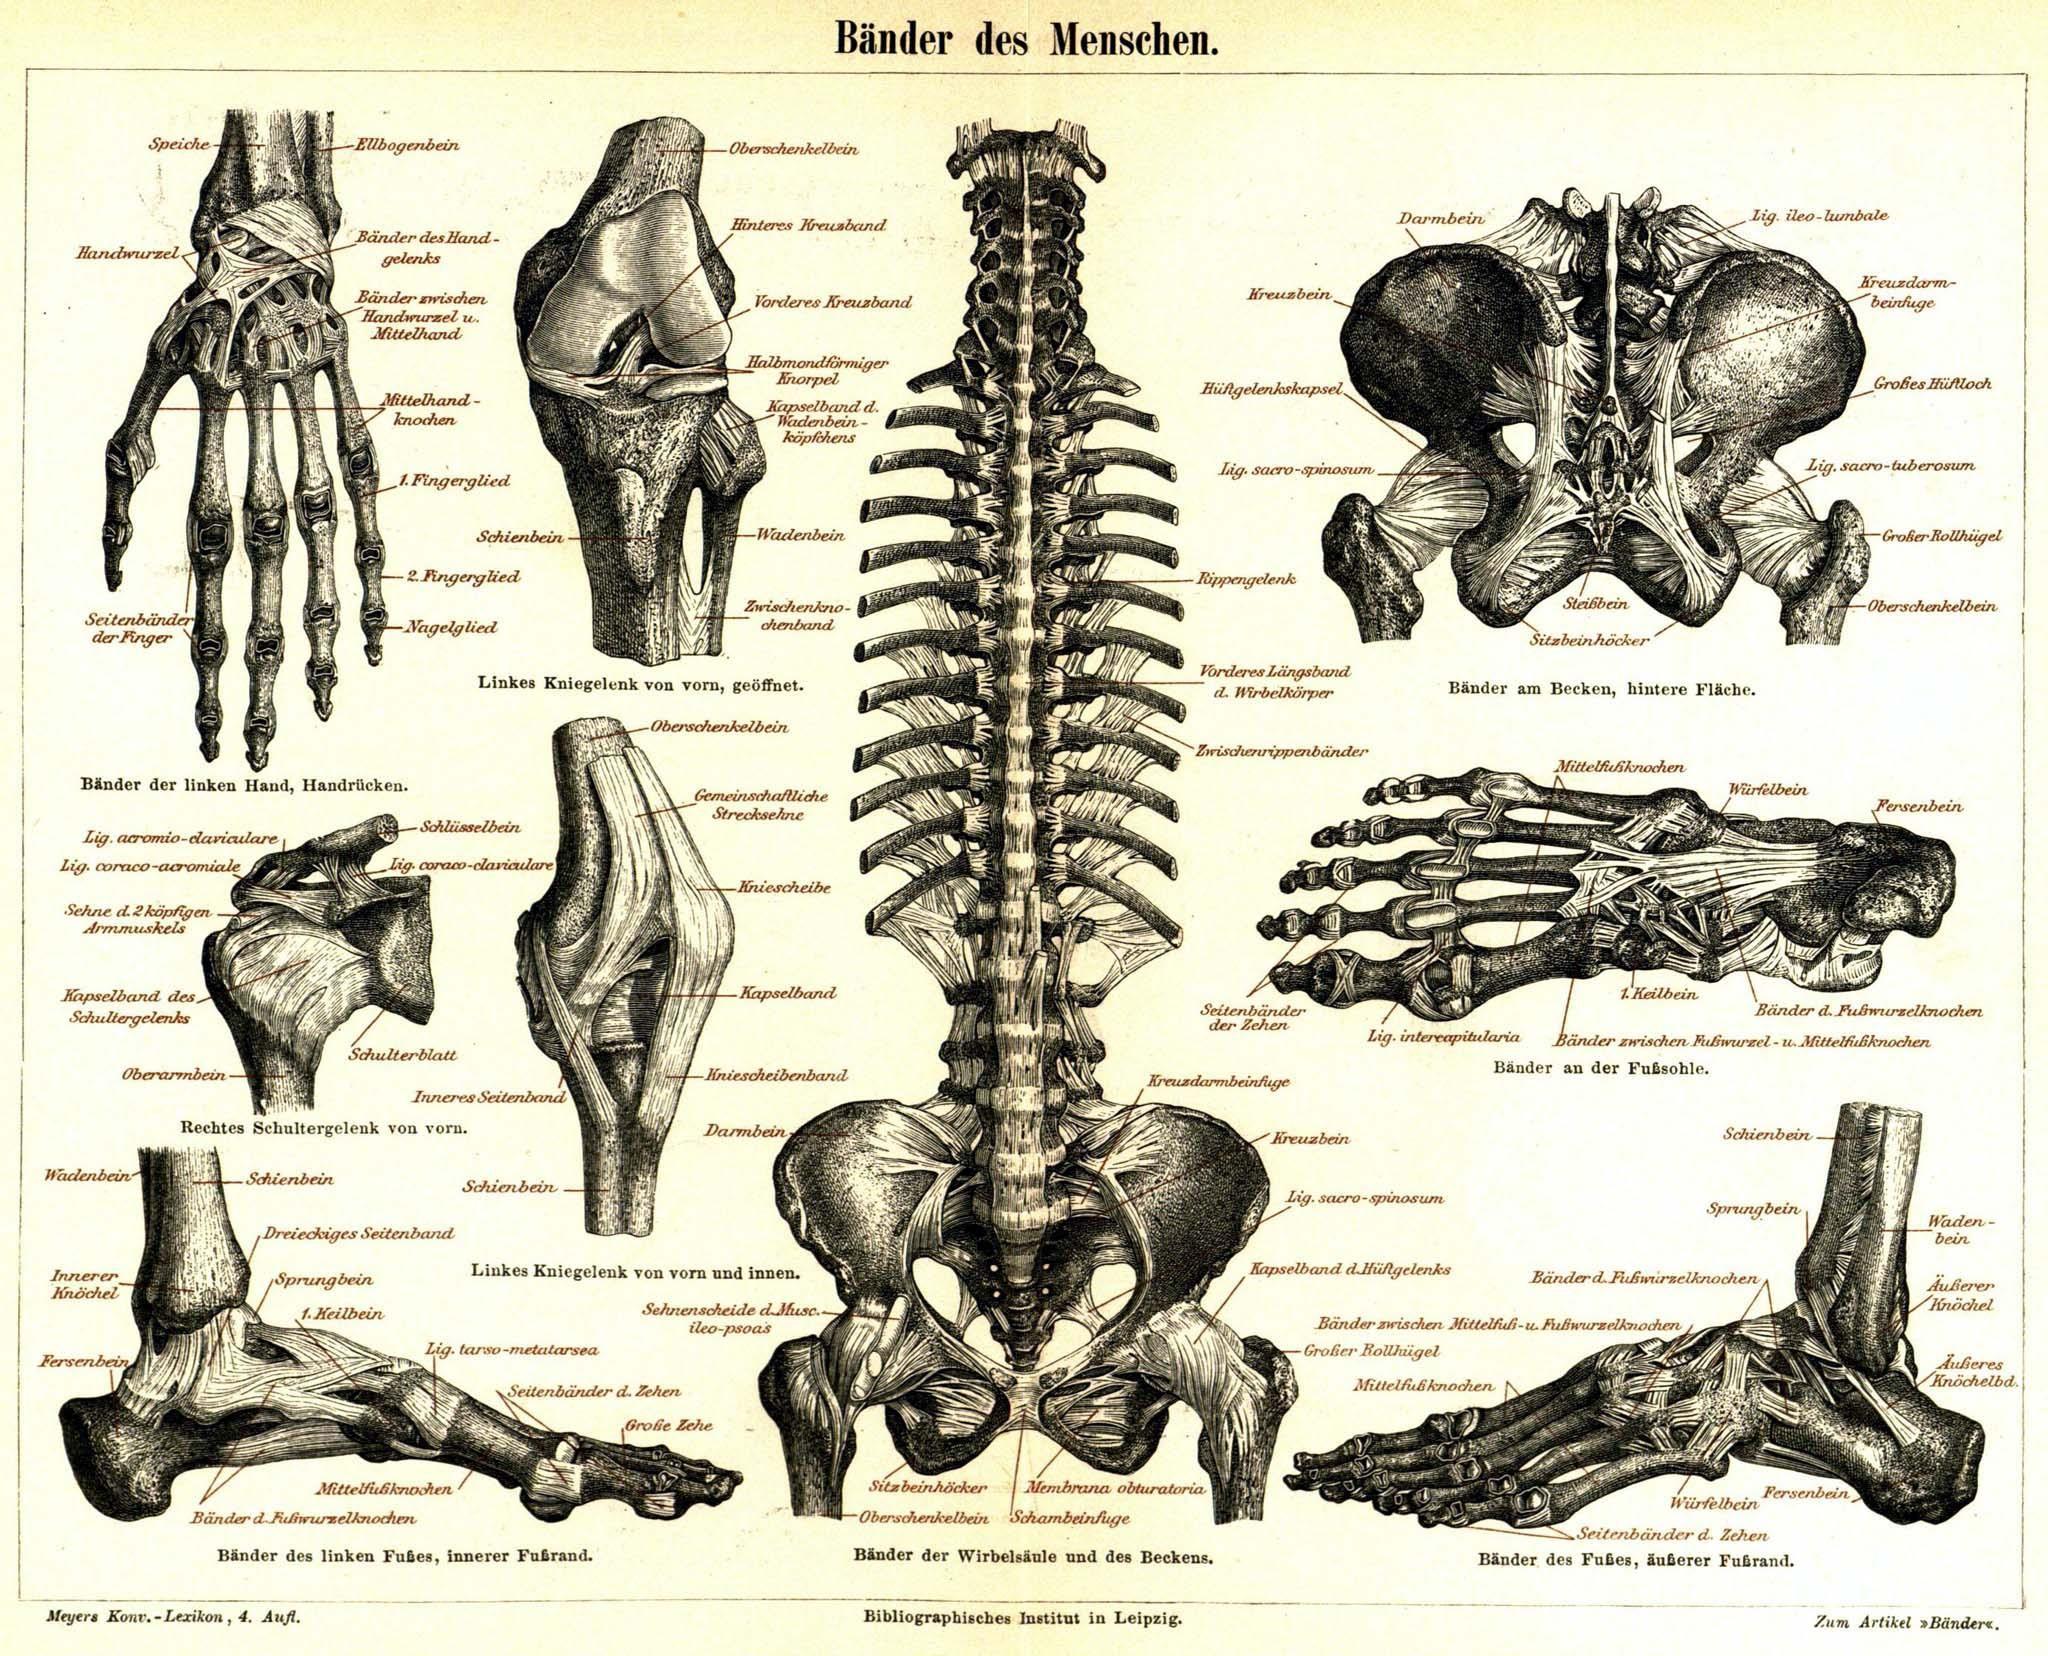 Bänder des Menschen.
Speiche
Ellbogenbein
Handwurzel
Bänder des Hand-
gelenks
Bänder zwischen
Handwurzel u.
Mittelhand
Mittelhand-
knochen
1. Fingerglied
2. Fingerglied
Nagelglied
Seitenbänder
der Finger
Bänder der linken Hand, Handrücken.
Oberschenkelbein
Hinteres Kreuzband
Vorderes Kreuzband
Halbmondförmiger
Knorpel
Kapselband d.
Wadenbein-
köpfchens
Schienbein
Wadenbein
Zwischenkno-
chenband
Linkes Kniegelenk von vorn, geöffnet.
Lig. acromio-claviculare
Schlüsselbein
Lig. coraco-acromiale
Lig. coraco-claviculare
Sehne d. 2 köpfigen
Armmuskels
Kapselband des
Schultergelenks
Schulterblatt
Oberarmbein
Rechtes Schultergelenk von vorn.
Oberschenkelbein
Gemeinschaftliche
Strecksehne
Kniescheibe
Kapselband
Kniescheibenband
Inneres Seitenband
Schienbein
Linkes Kniegelenk von vorn und innen.
Wadenbein
Schienbein
Dreieckiges Seitenband
Innerer
Knöchel
Sprungbein
1. Keilbein
Fersenbein
Lig. tarso-metatarsea
Seitenbänder d. Zehen
Große Zehe
Mittelfußknochen
Bänder d. Fußwurzelknochen
Bänder des linken Fußes, innerer Fußrand.
Rippengelenk
Vorderes Längsband
d. Wirbelkörper
Zwischenrippenbänder
Kreuzdarmbeinfuge
Darmbein
Kreuzbein
Lig. sacro-spinosum
Kapselband d. Hüftgelenks
Sehnenscheide d. Musc.
ileo-psoas
Großer Rollhügel
Sitzbeinhöcker
Membrana obturatoria
Oberschenkelbein
Schambeinfuge
Bänder der Wirbelsäule und des Beckens.
Darmbein
Lig. ileo-lumbale
Kreuzbein
Kreuzdarm-
beinfuge
Hüftgelenkskapsel
Großes Hüftloch
Lig. sacro-spinosum
Lig. sacro-tuberosum
Großer Rollhügel
Steißbein
Oberschenkelbein
Sitzbeinhöcker
Bänder am Becken, hintere Fläche.
Mittelfußknochen
Würfelbein
Fersenbein
Seitenbänder
der Zehen
1. Keilbein
Bänder d. Fußwurzelknochen
Lig. intercapitularia
Bänder zwischen Fußwurzel- u. Mittelfußknochen
Bänder an der Fußsohle.
Schienbein
Sprungbein
Waden-
bein
Bänder d. Fußwurzelknochen
Äußerer
Knöchel
Bänder zwischen Mittelfuß- u. Fußwurzelknochen
Äußeres
Knöchelbd.
Mittelfußknochen
Würfelbein
Fersenbein
Seitenbänder d. Zehen
Bänder des Fußes, äußerer Fußrand.
Meyers Konv.-Lexikon, 4. Aufl.
Bibliographisches Institut in Leipzig.
Zum Artikel »Bänder«.